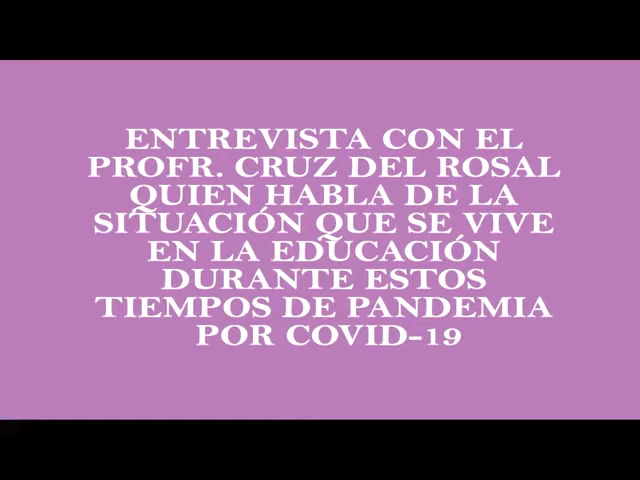 ENTREVISTA CON EL
PROFR. CRUZ DEL ROSAL
QUIEN HABLA DE LA
SITUACIÓN QUE SE VIVE
EN LA EDUCACIÓN
DURANTE ESTOS
TIEMPOS DE PANDEMIA
POR COVID-19